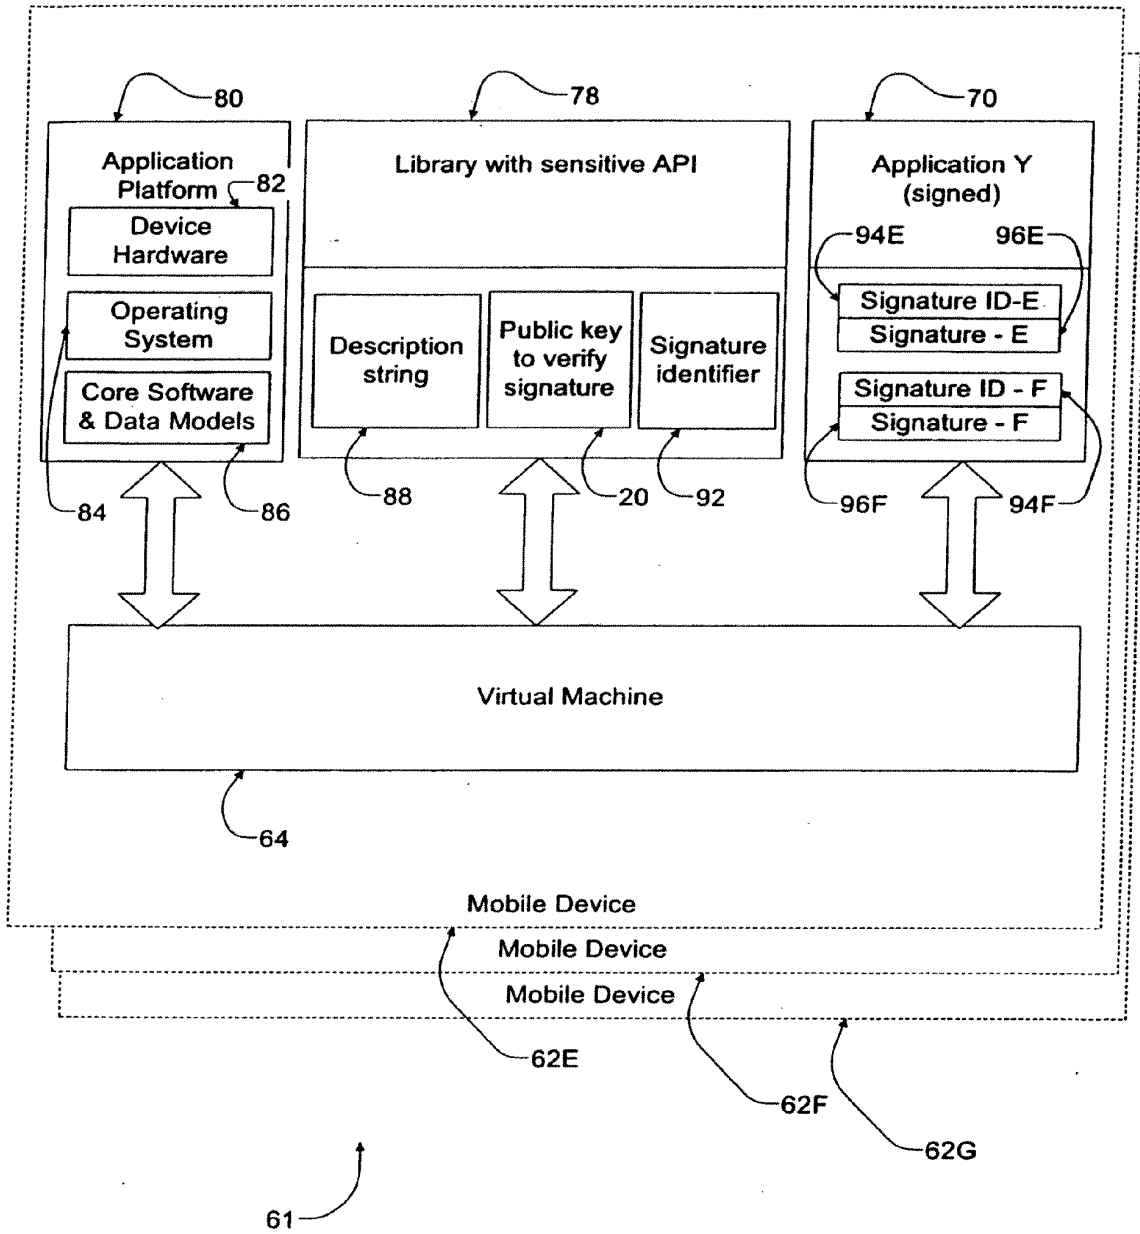 80
78
70
Application
Platform
82
Device
Hardware
Operating
System
Core Software
& Data Models
84
86
Library with sensitive API
Description
string
Public key
to verify
signature
Signature
identifier
88
20
92
Application Y
(signed)
94E
96E
Signature ID-E
Signature - E
Signature ID - F
Signature - F
96F
94F
Virtual Machine
64
Mobile Device
Mobile Device
Mobile Device
62E
62F
62G
61